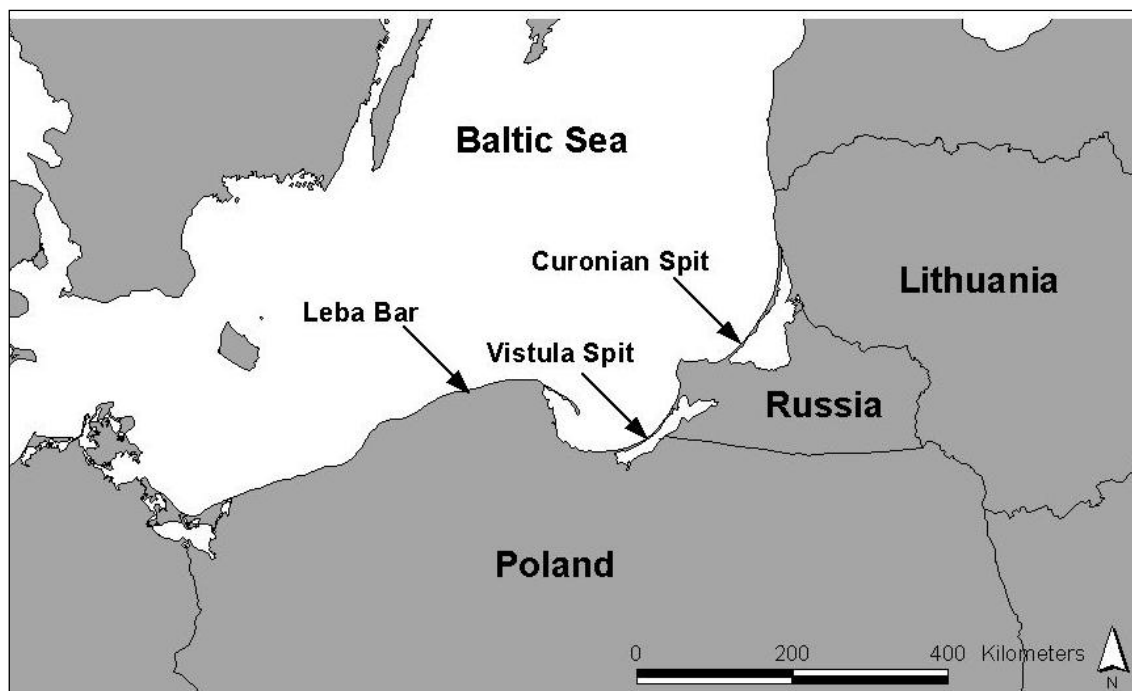 Baltic Sea
Curonian Spit
Lithuania
Leba Bar
Vistula Spit
Russia
Poland
0 200 400 Kilometers
N